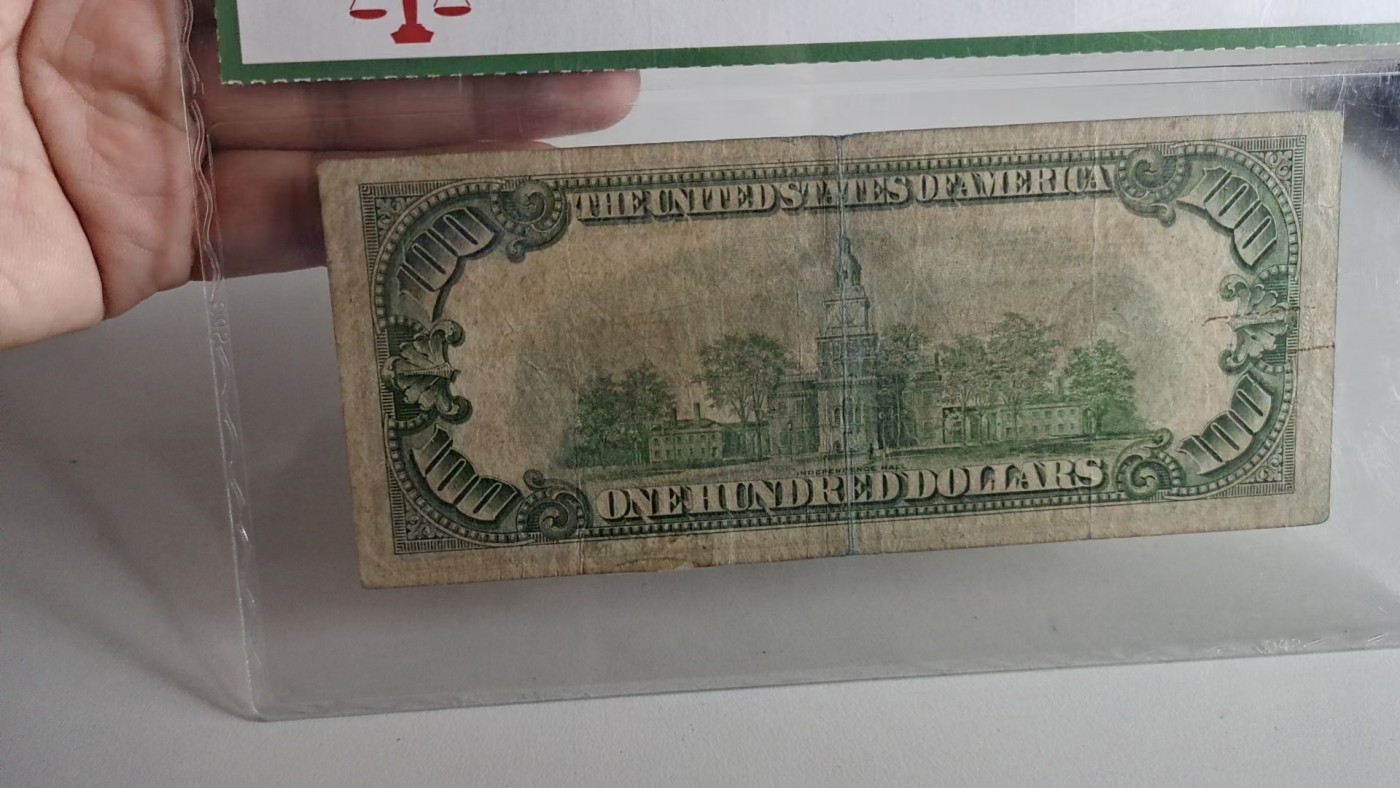 THE UNITED STATES OF AMERICA
100
100
INDEPENDENCE HALL
100
100
ONE HUNDRED DOLLARS